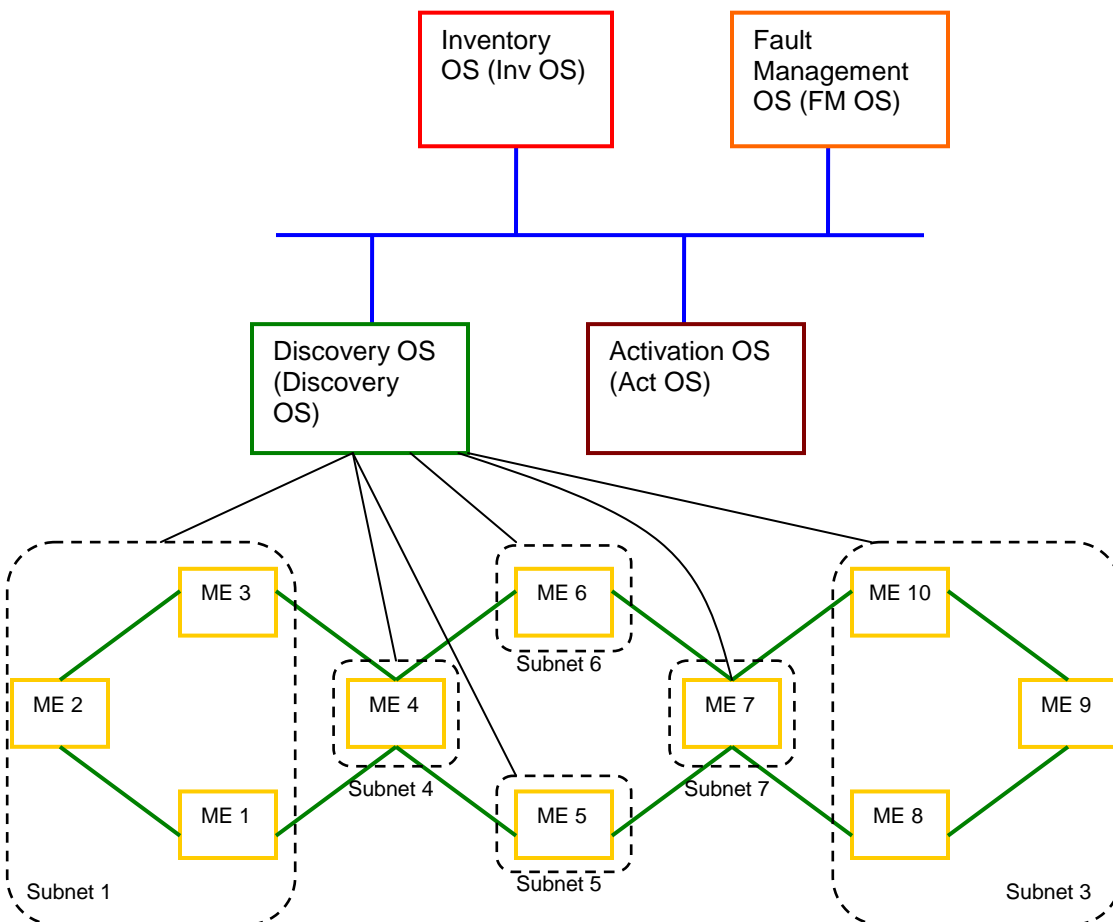 Inventory
OS (Inv OS)
Fault
Management
OS (FM OS)
Discovery OS
(Discovery
OS)
Activation OS
(Act OS)
ME 3
ME 6
ME 10
Subnet 6
ME 2
ME 4
ME 7
ME 9
Subnet 4
Subnet 7
ME 1
ME 5
ME 8
Subnet 5
Subnet 1
Subnet 3